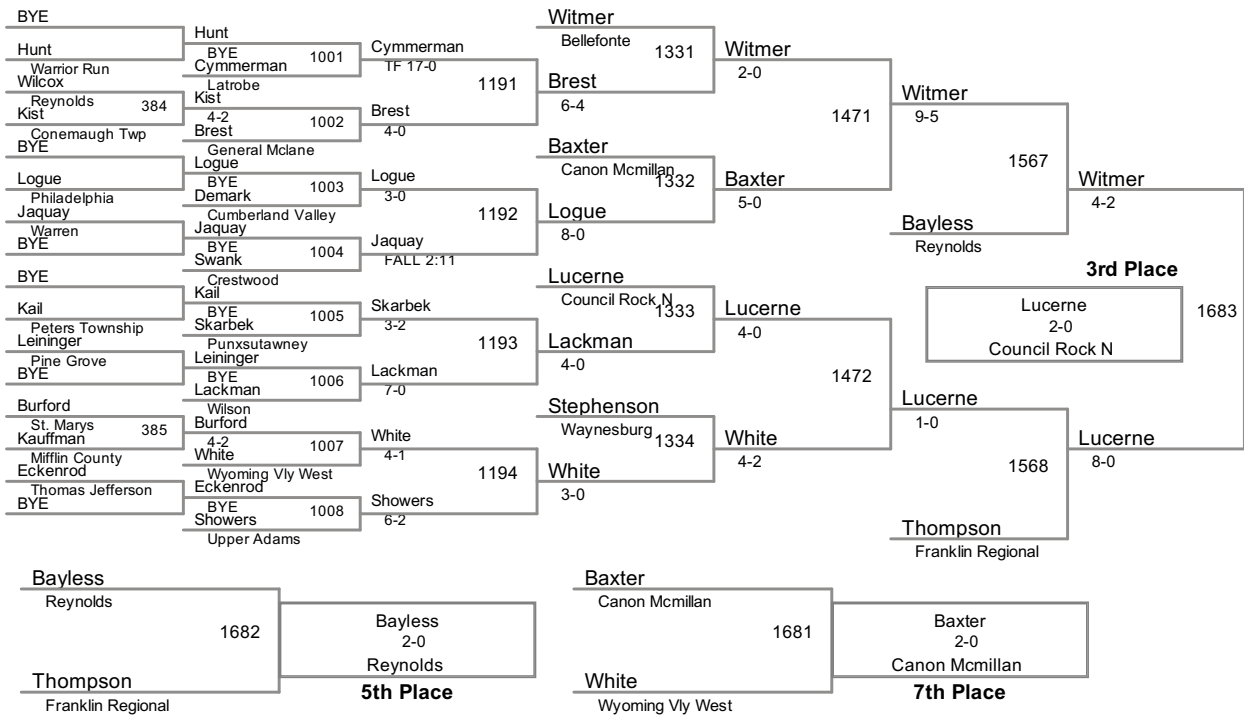 BYE
Hunt
Warrior Run
Wilcox
Reynolds
384
Kist
Conemaugh Twp
BYE
Logue
Philadelphia
Jaquay
Warren
BYE
BYE
Kail
Peters Township
Leininger
Pine Grove
BYE
Burford
St. Marys
385
Kauffman
Mifflin County
Eckenrod
Thomas Jefferson
BYE
Hunt
BYE
1001
Cymmerman
Latrobe
Kist
4-2
1002
Brest
General Mclane
Logue
BYE
1003
Demark
Cumberland Valley
Jaquay
BYE
1004
Swank
Crestwood
Kail
BYE
1005
Skarbek
Punxsutawney
Leininger
BYE
1006
Lackman
Wilson
Burford
4-2
1007
White
Wyoming Vly West
Eckenrod
BYE
1008
Showers
Upper Adams
Cymmerman
TF 17-0
1191
Brest
4-0
Logue
3-0
1192
Jaquay
FALL 2:11
Skarbek
3-2
1193
Lackman
7-0
White
4-1
1194
Showers
6-2
Witmer
Bellefonte
1331
Brest
6-4
Baxter
Canon Mcmillan
1332
Logue
8-0
Lucerne
Council Rock N
1333
Lackman
4-0
Stephenson
Waynesburg
1334
White
3-0
Witmer
2-0
1471
Baxter
5-0
Lucerne
4-0
1472
White
4-2
Witmer
9-5
1567
Bayless
Reynolds
Lucerne
1-0
1568
Thompson
Franklin Regional
Witmer
4-2
3rd Place
Lucerne
2-0
Council Rock N
1683
Lucerne
8-0
Bayless
Reynolds
1682
Thompson
Franklin Regional
Bayless
2-0
Reynolds
5th Place
Baxter
Canon Mcmillan
1681
White
Wyoming Vly West
Baxter
2-0
Canon Mcmillan
7th Place